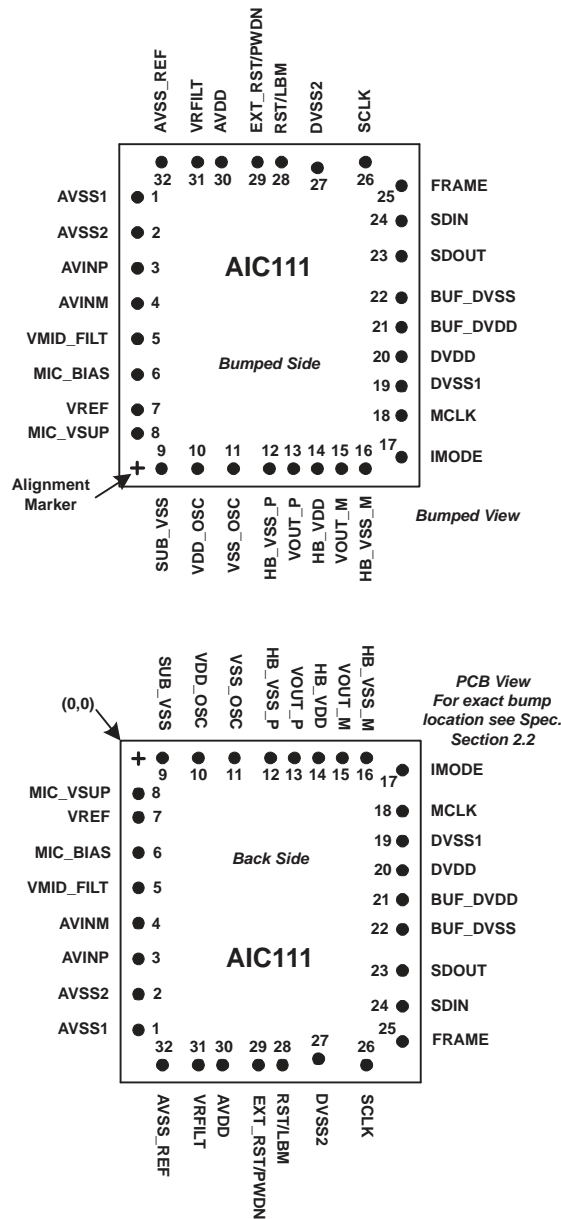 AVSS_REF
VRFILT
AVDD
EXT_RST/PWDN
RST/LBM
DVSS2
SCLK
32 31 30 29 28 27 26
AVSS1 1
AVSS2 2
AVINP 3
AVINM 4
VMID_FILT 5
MIC_BIAS 6
VREF 7
MIC_VSUP 8
AIC111
Bumped Side
25 FRAME
24 SDIN
23 SDOUT
22 BUF_DVSS
21 BUF_DVDD
20 DVDD
19 DVSS1
18 MCLK
17 IMODE
9 10 11 12 13 14 15 16
+
Alignment
Marker
SUB_VSS
VDD_OSC
VSS_OSC
HB_VSS_P
VOUT_P
HB_VDD
VOUT_M
HB_VSS_M
Bumped View
(0,0)
SUB_VSS
VDD_OSC
VSS_OSC
HB_VSS_P
VOUT_P
HB_VDD
VOUT_M
HB_VSS_M
PCB View
For exact bump
location see Spec.
Section 2.2
+
9 10 11 12 13 14 15 16
MIC_VSUP 8
VREF 7
MIC_BIAS 6
VMID_FILT 5
AVINM 4
AVINP 3
AVSS2 2
AVSS1 1
Back Side
AIC111
17 IMODE
18 MCLK
19 DVSS1
20 DVDD
21 BUF_DVDD
22 BUF_DVSS
23 SDOUT
24 SDIN
25 FRAME
32 31 30 29 28 27 26
AVSS_REF
VRFILT
AVDD
EXT_RST/PWDN
RST/LBM
DVSS2
SCLK